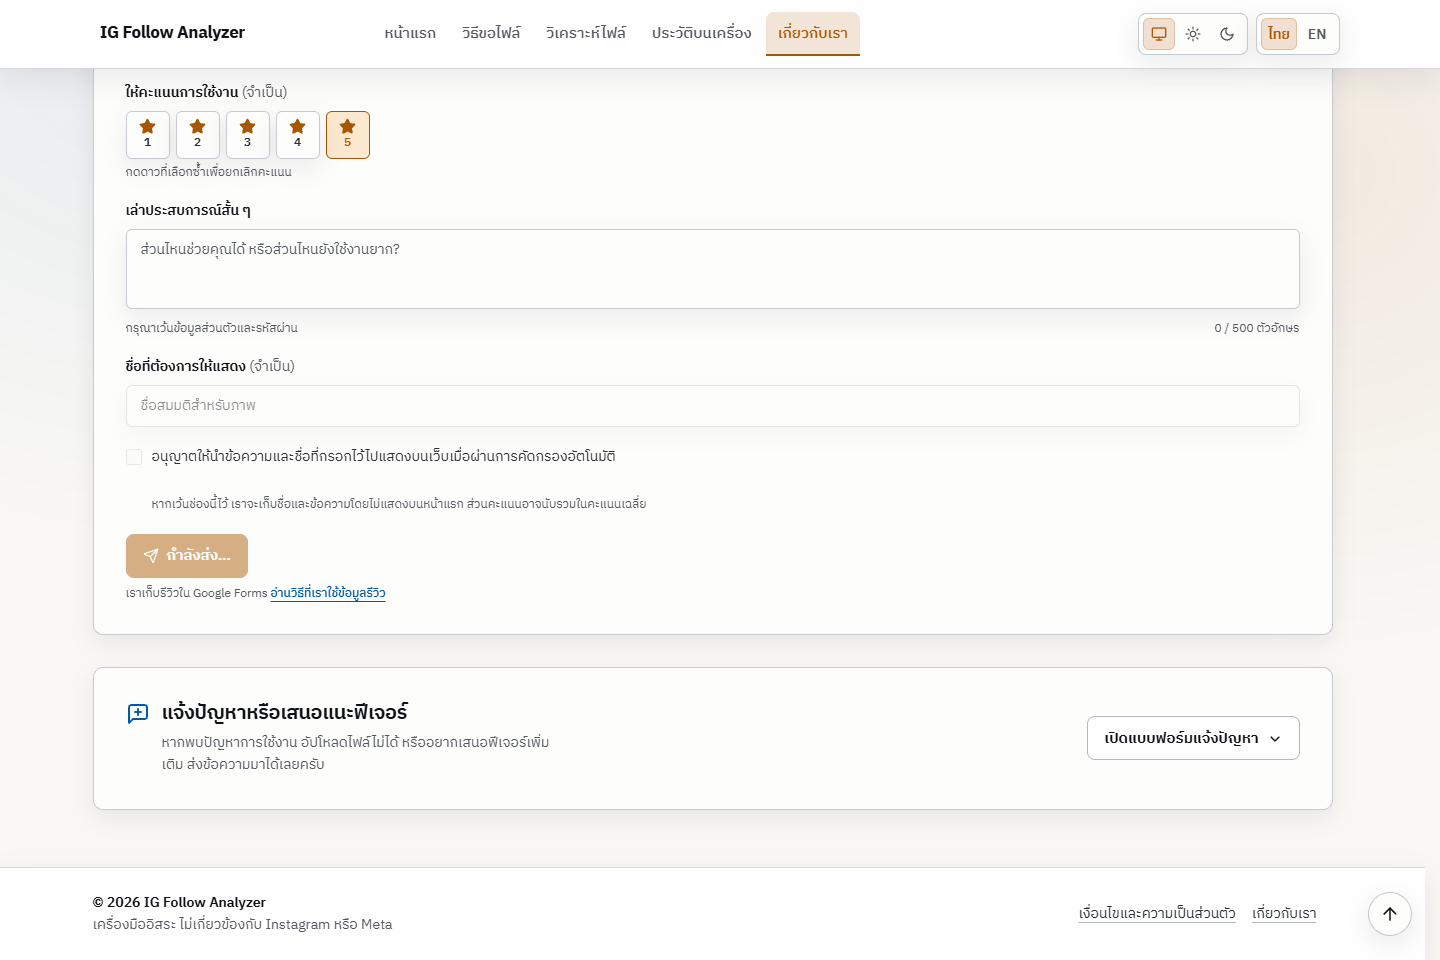 IG Follow Analyzer
หน้าแรก
วิธีขอไฟล์
วิเคราะห์ไฟล์
ประวัติบนเครื่อง
เกี่ยวกับเรา
ไทย
EN
ให้คะแนนการใช้งาน (จำเป็น)
1
2
3
4
5
กดดาวที่เลือกซ้ำเพื่อยกเลิกคะแนน
เล่าประสบการณ์สั้น ๆ
ส่วนไหนช่วยคุณได้ หรือส่วนไหนยังใช้งานยาก?
กรุณาเว้นข้อมูลส่วนตัวและรหัสผ่าน
0 / 500 ตัวอักษร
ชื่อที่ต้องการให้แสดง (จำเป็น)
ชื่อสมมติสำหรับภาพ
อนุญาตให้นำข้อความและชื่อที่กรอกไว้ไปแสดงบนเว็บเมื่อผ่านการคัดกรองอัตโนมัติ
หากเว้นช่องนี้ไว้ เราจะเก็บชื่อและข้อความโดยไม่แสดงบนหน้าแรก ส่วนคะแนนอาจนับรวมในคะแนนเฉลี่ย
กำลังส่ง...
เราเก็บรีวิวใน Google Forms อ่านวิธีที่เราใช้ข้อมูลรีวิว
แจ้งปัญหาหรือเสนอแนะฟีเจอร์
หากพบปัญหาการใช้งาน อัปโหลดไฟล์ไม่ได้ หรืออยากเสนอฟีเจอร์เพิ่ม
เติม ส่งข้อความมาได้เลยครับ
เปิดแบบฟอร์มแจ้งปัญหา
© 2026 IG Follow Analyzer
เครื่องมืออิสระ ไม่เกี่ยวข้องกับ Instagram หรือ Meta
เงื่อนไขและความเป็นส่วนตัว
เกี่ยวกับเรา